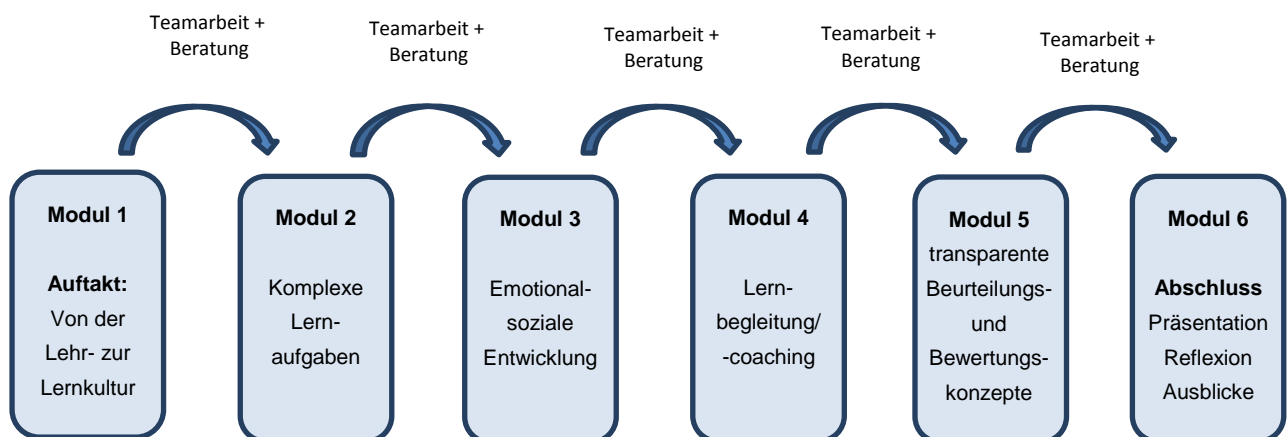 Teamarbeit +
Beratung
Teamarbeit +
Beratung
Teamarbeit +
Beratung
Teamarbeit +
Beratung
Teamarbeit +
Beratung
Modul 1
Auftakt:
Von der
Lehr- zur
Lernkultur
Modul 2
Komplexe
Lern-
aufgaben
Modul 3
Emotional-
soziale
Entwicklung
Modul 4
Lern-
begleitung/
-coaching
Modul 5
transparente
Beurteilungs-
und
Bewertungs-
konzepte
Modul 6
Abschluss
Präsentation
Reflexion
Ausblicke